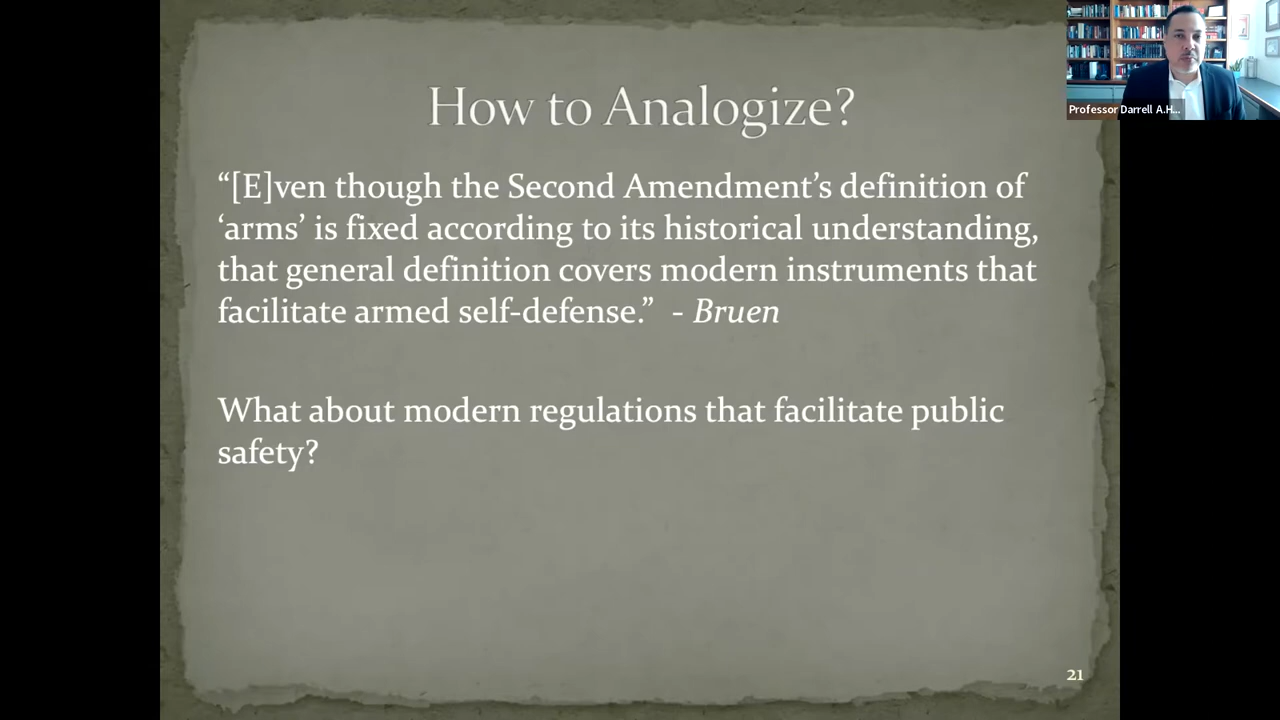 How to Analogize?
“[E]ven though the Second Amendment’s definition of
‘arms’ is fixed according to its historical understanding,
that general definition covers modern instruments that
facilitate armed self-defense.” - Bruen
What about modern regulations that facilitate public
safety?
21
Professor Darrell A.H...